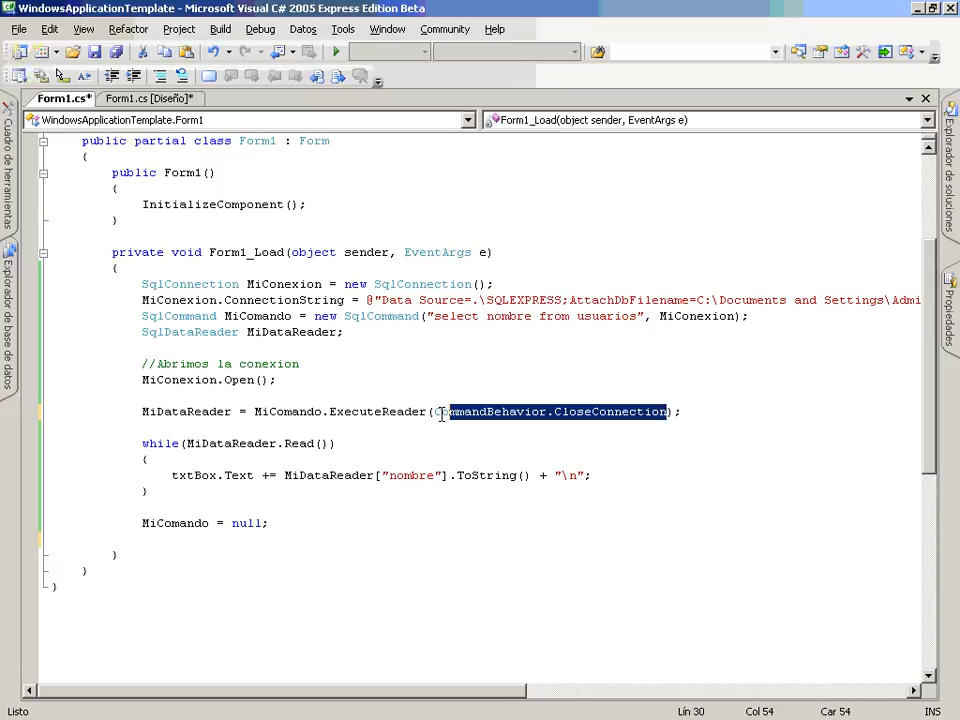 WindowsApplicationTemplate - Microsoft Visual C# 2005 Express Edition Beta
File Edit View Refactor Project Build Debug Datos Tools Window Community Help
Form1.cs* Form1.cs [Diseño]*
WindowsApplicationTemplate.Form1 Form1_Load(object sender, EventArgs e)
Cuadro de herramientas
Explorador de base de datos
public partial class Form1 : Form
{
public Form1()
{
InitializeComponent();
}
private void Form1_Load(object sender, EventArgs e)
{
SqlConnection MiConexion = new SqlConnection();
MiConexion.ConnectionString = @"Data Source=.\SQLEXPRESS;AttachDbFilename=C:\Documents and Settings\Admi
SqlCommand MiComando = new SqlCommand("select nombre from usuarios", MiConexion);
SqlDataReader MiDataReader;
//Abrimos la conexion
MiConexion.Open();
MiDataReader = MiComando.ExecuteReader(CommandBehavior.CloseConnection);
while(MiDataReader.Read())
{
txtBox.Text += MiDataReader["nombre"].ToString() + "\n";
}
MiComando = null;
}
}
}
Explorador de soluciones
Propiedades
Listo Lín 30 Col 54 Car 54 INS